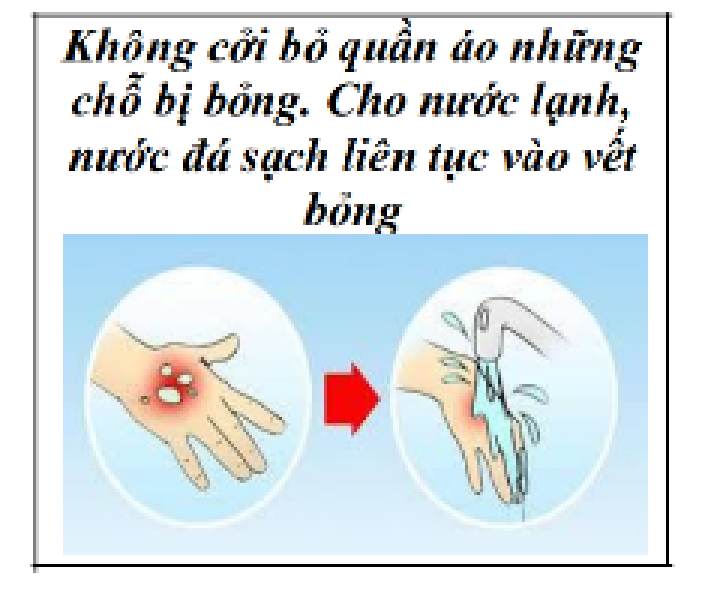 Không cởi bỏ quần áo những
chỗ bị bỏng. Cho nước lạnh,
nước đá sạch liên tục vào vết
bỏng